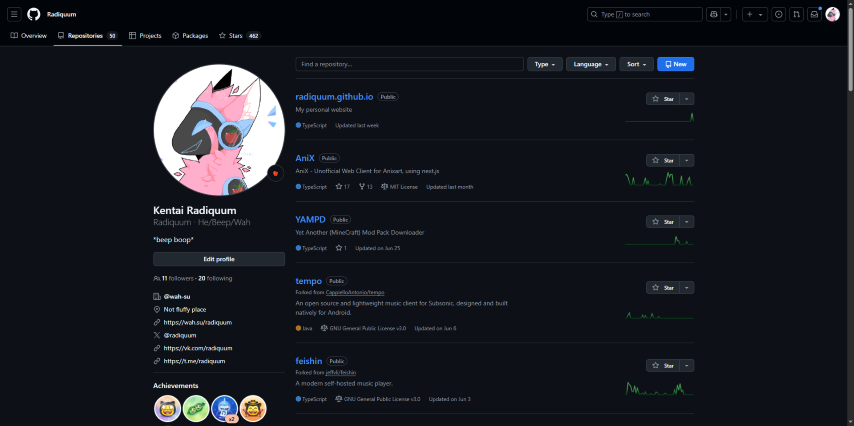 Radiquum
Type / to search
Overview
Repositories 50
Projects
Packages
Stars 462
Find a repository...
Type
Language
Sort
New
Kentai Radiquum
Radiquum · He/Beep/Wah
*beep boop*
Edit profile
11 followers · 20 following
@wah-su
Not fluffy place
https://wah.su/radiquum
@radiquum
https://vk.com/radiquum
https://t.me/radiquum
Achievements
x2
radiquum.github.io Public
Star
My personal website
TypeScript Updated last week
AniX Public
Star
AniX - Unofficial Web Client for Anixart, using next.js
TypeScript 17 13 MIT License Updated last month
YAMPD Public
Star
Yet Another (MineCraft) Mod Pack Downloader
TypeScript 1 Updated on Jun 25
tempo Public
Star
Forked from CappielloAntonio/tempo
An open source and lightweight music client for Subsonic, designed and built
natively for Android.
Java GNU General Public License v3.0 Updated on Jun 6
feishin Public
Star
Forked from jeffvli/feishin
A modern self-hosted music player.
TypeScript GNU General Public License v3.0 Updated on Jun 3